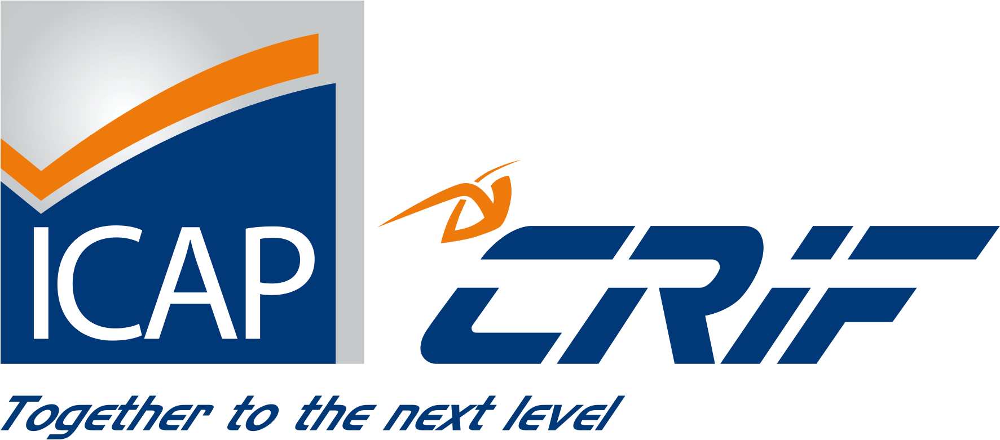 ICAP
CRIF
Together to the next level